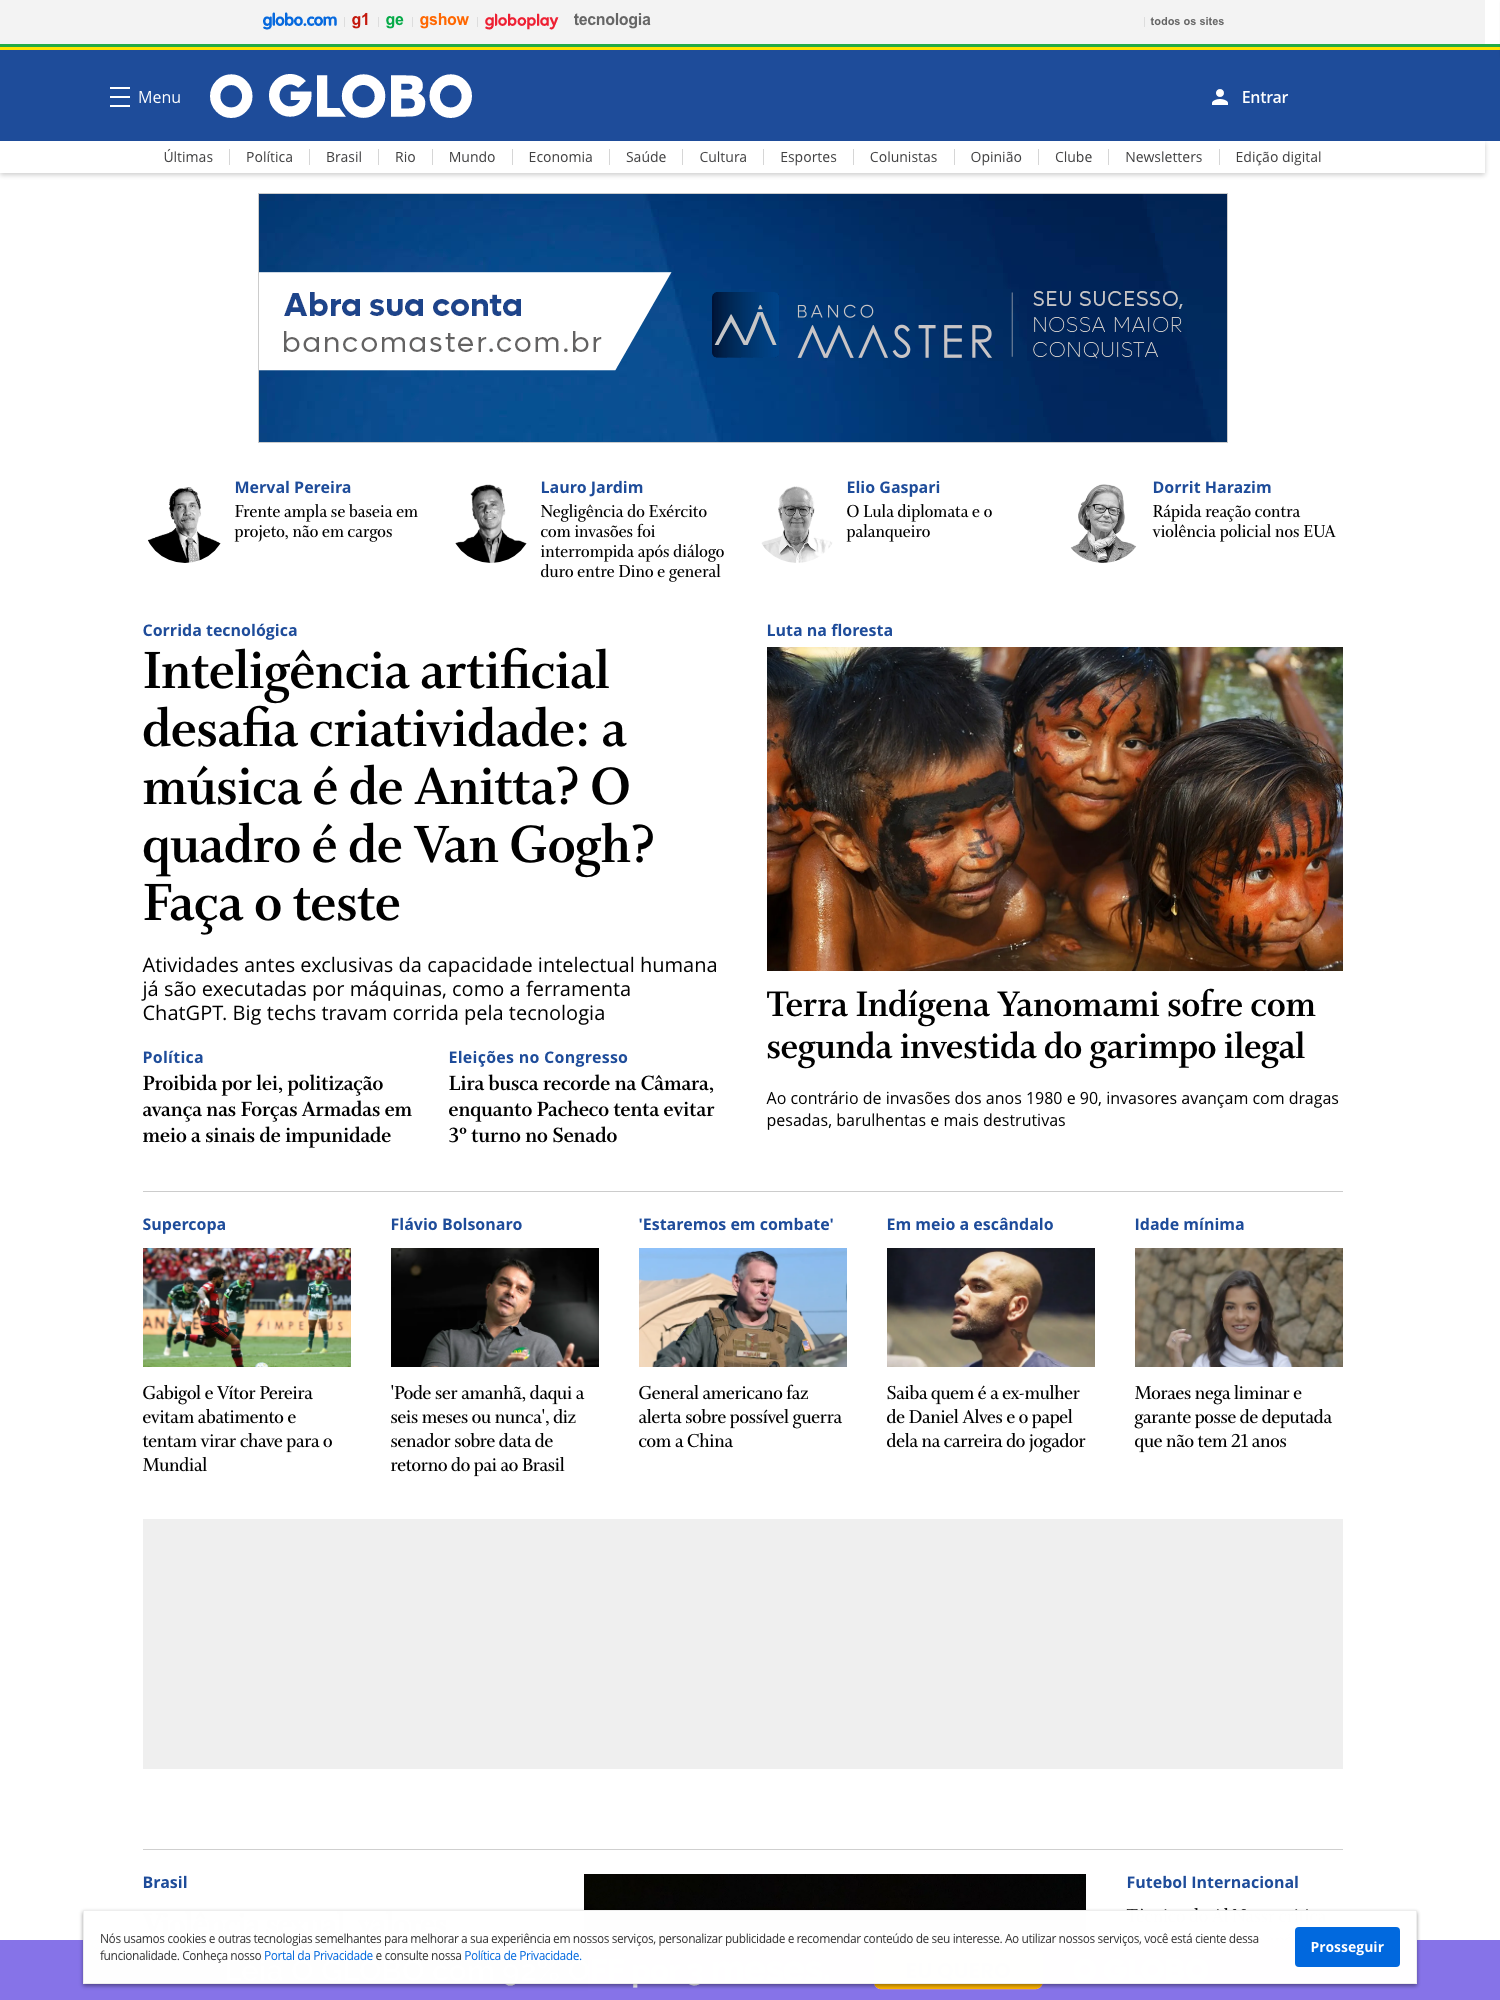 globo.com g1 ge gshow globoplay tecnologia todos os sites
Menu O GLOBO Entrar
Últimas Política Brasil Rio Mundo Economia Saúde Cultura Esportes Colunistas Opinião Clube Newsletters Edição digital
Abra sua conta
bancomaster.com.br
BANCO
MASTER
SEU SUCESSO,
NOSSA MAIOR
CONQUISTA
Merval Pereira
Frente ampla se baseia em
projeto, não em cargos
Lauro Jardim
Negligência do Exército
com invasões foi
interrompida após diálogo
duro entre Dino e general
Elio Gaspari
O Lula diplomata e o
palanqueiro
Dorrit Harazim
Rápida reação contra
violência policial nos EUA
Corrida tecnológica
Inteligência artificial
desafia criatividade: a
música é de Anitta? O
quadro é de Van Gogh?
Faça o teste
Atividades antes exclusivas da capacidade intelectual humana
já são executadas por máquinas, como a ferramenta
ChatGPT. Big techs travam corrida pela tecnologia
Política
Proibida por lei, politização
avança nas Forças Armadas em
meio a sinais de impunidade
Eleições no Congresso
Lira busca recorde na Câmara,
enquanto Pacheco tenta evitar
3º turno no Senado
Luta na floresta
Terra Indígena Yanomami sofre com
segunda investida do garimpo ilegal
Ao contrário de invasões dos anos 1980 e 90, invasores avançam com dragas
pesadas, barulhentas e mais destrutivas
Supercopa
Gabigol e Vítor Pereira
evitam abatimento e
tentam virar chave para o
Mundial
Flávio Bolsonaro
'Pode ser amanhã, daqui a
seis meses ou nunca', diz
senador sobre data de
retorno do pai ao Brasil
'Estaremos em combate'
General americano faz
alerta sobre possível guerra
com a China
Em meio a escândalo
Saiba quem é a ex-mulher
de Daniel Alves e o papel
dela na carreira do jogador
Idade mínima
Moraes nega liminar e
garante posse de deputada
que não tem 21 anos
Brasil
Futebol Internacional
Nós usamos cookies e outras tecnologias semelhantes para melhorar a sua experiência em nossos serviços, personalizar publicidade e recomendar conteúdo de seu interesse. Ao utilizar nossos serviços, você está ciente dessa
funcionalidade. Conheça nosso Portal da Privacidade e consulte nossa Política de Privacidade.
Prosseguir